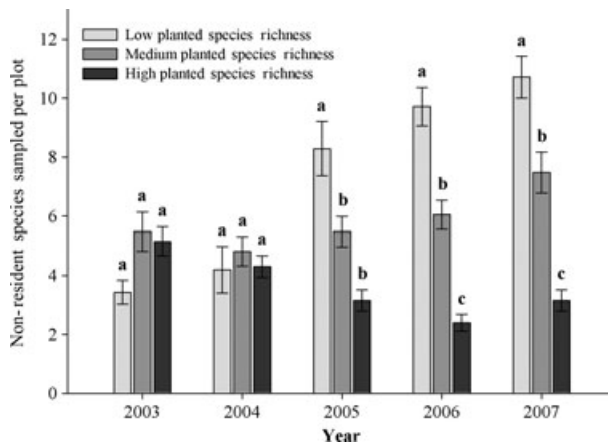 12
10
8
6
4
2
0
Non-resident species sampled per plot
Low planted species richness
Medium planted species richness
High planted species richness
a a a
a a a
a b b
a b c
a b c
2003 2004 2005 2006 2007
Year